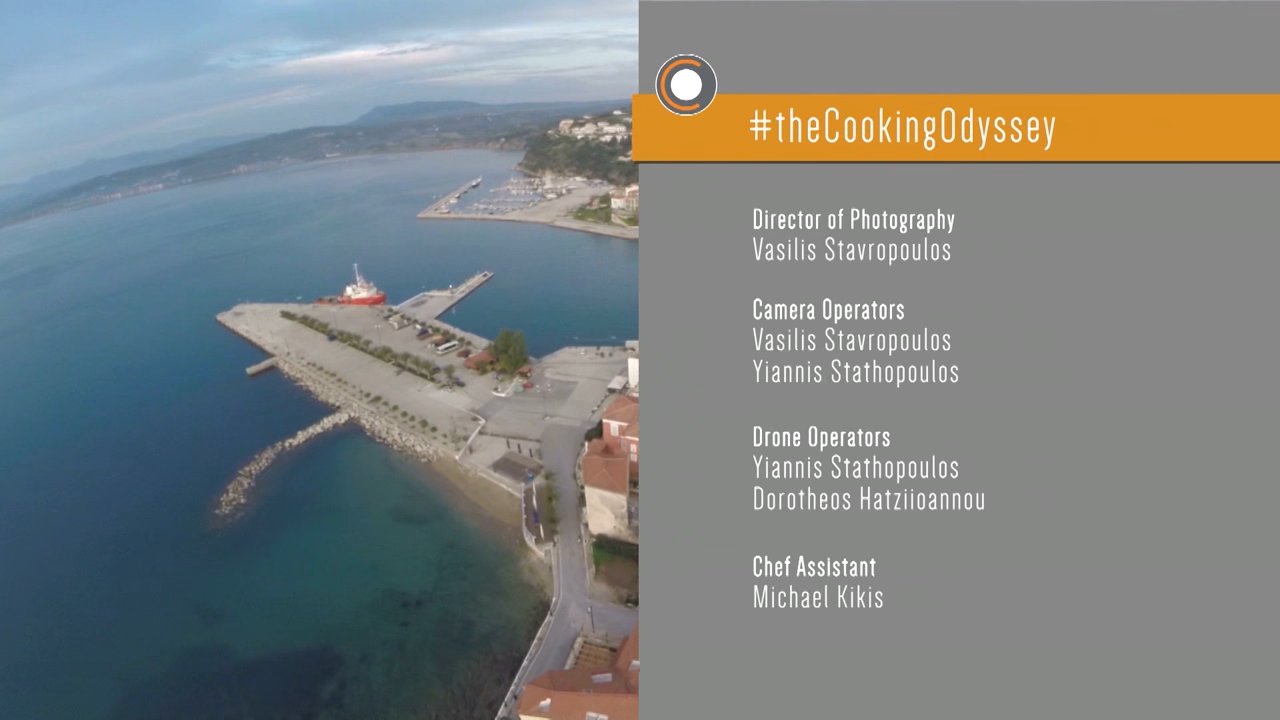 #theCookingOdyssey
Director of Photography
Vasilis Stavropoulos
Camera Operators
Vasilis Stavropoulos
Yiannis Stathopoulos
Drone Operators
Yiannis Stathopoulos
Dorotheos Hatziioannou
Chef Assistant
Michael Kikis